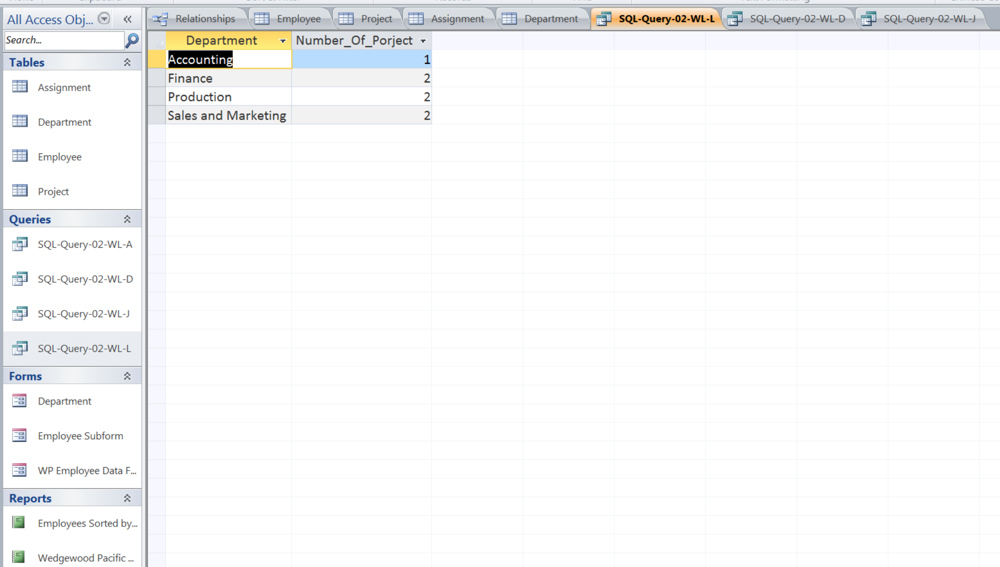 All Access Obj...
Search...
Tables
Assignment
Department
Employee
Project
Queries
SQL-Query-02-WL-A
SQL-Query-02-WL-D
SQL-Query-02-WL-J
SQL-Query-02-WL-L
Forms
Department
Employee Subform
WP Employee Data F...
Reports
Employees Sorted by...
Wedgewood Pacific ...
Relationships Employee Project Assignment Department SQL-Query-02-WL-L SQL-Query-02-WL-D SQL-Query-02-WL-J
Department Number_Of_Porject
Accounting 1
Finance 2
Production 2
Sales and Marketing 2